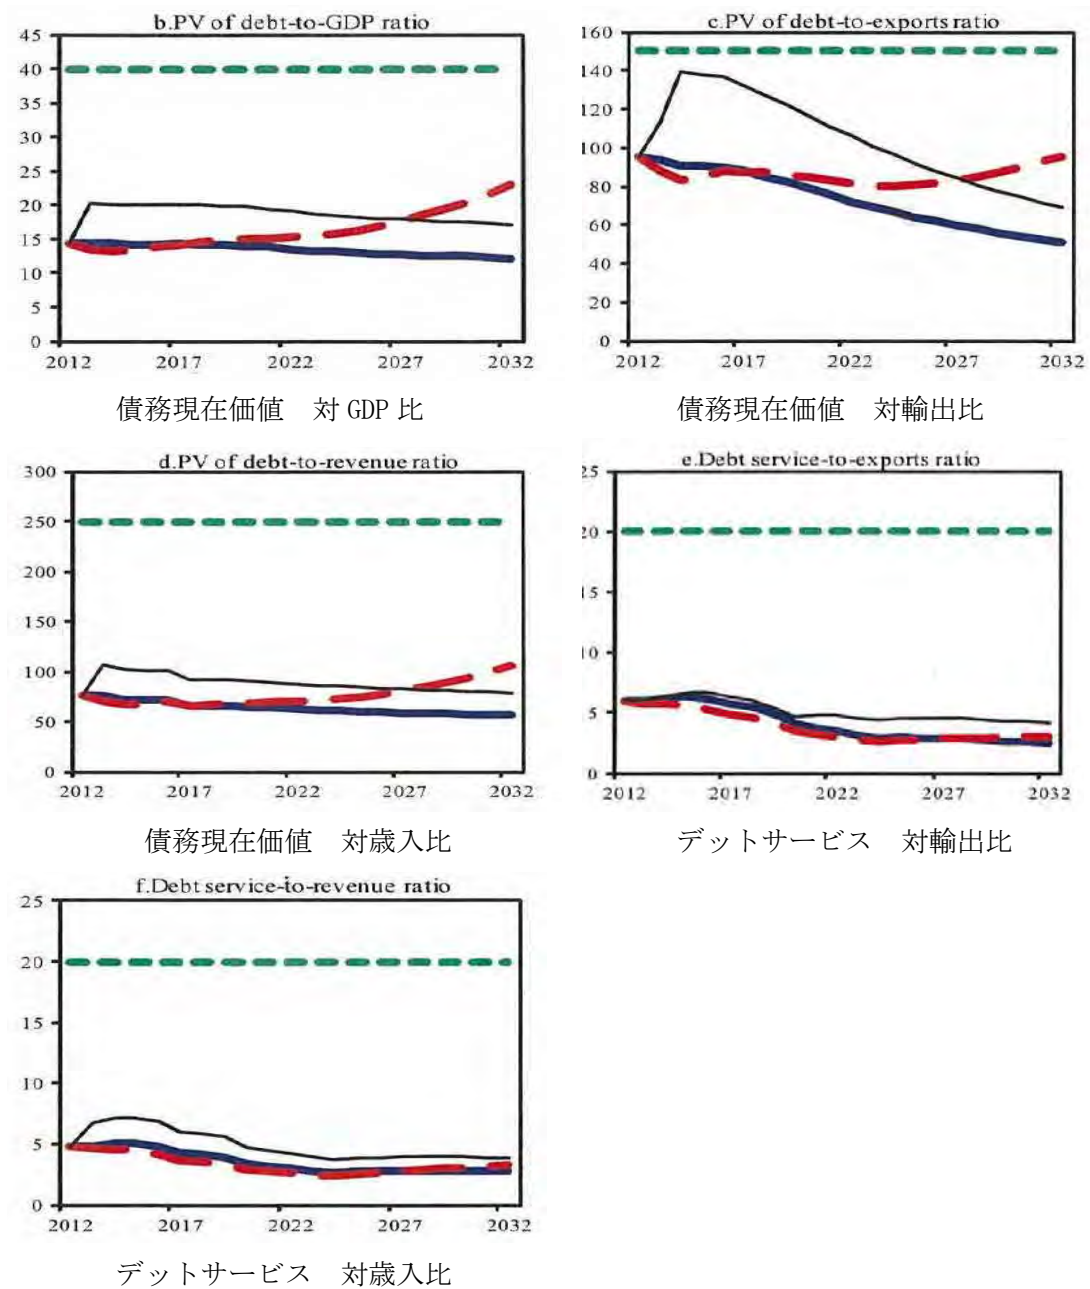 b.PV of debt-to-GDP ratio
45
40
35
30
25
20
15
10
5
0
2012 2017 2022 2027 2032
債務現在価値 対 GDP 比
c.PV of debt-to-exports ratio
160
140
120
100
80
60
40
20
0
2012 2017 2022 2027 2032
債務現在価値 対輸出比
d.PV of debt-to-revenue ratio
300
250
200
150
100
50
0
2012 2017 2022 2027 2032
債務現在価値 対歳入比
e.Debt service-to-exports ratio
25
20
15
10
5
0
2012 2017 2022 2027 2032
デットサービス 対輸出比
f.Debt service-to-revenue ratio
25
20
15
10
5
0
2012 2017 2022 2027 2032
デットサービス 対歳入比